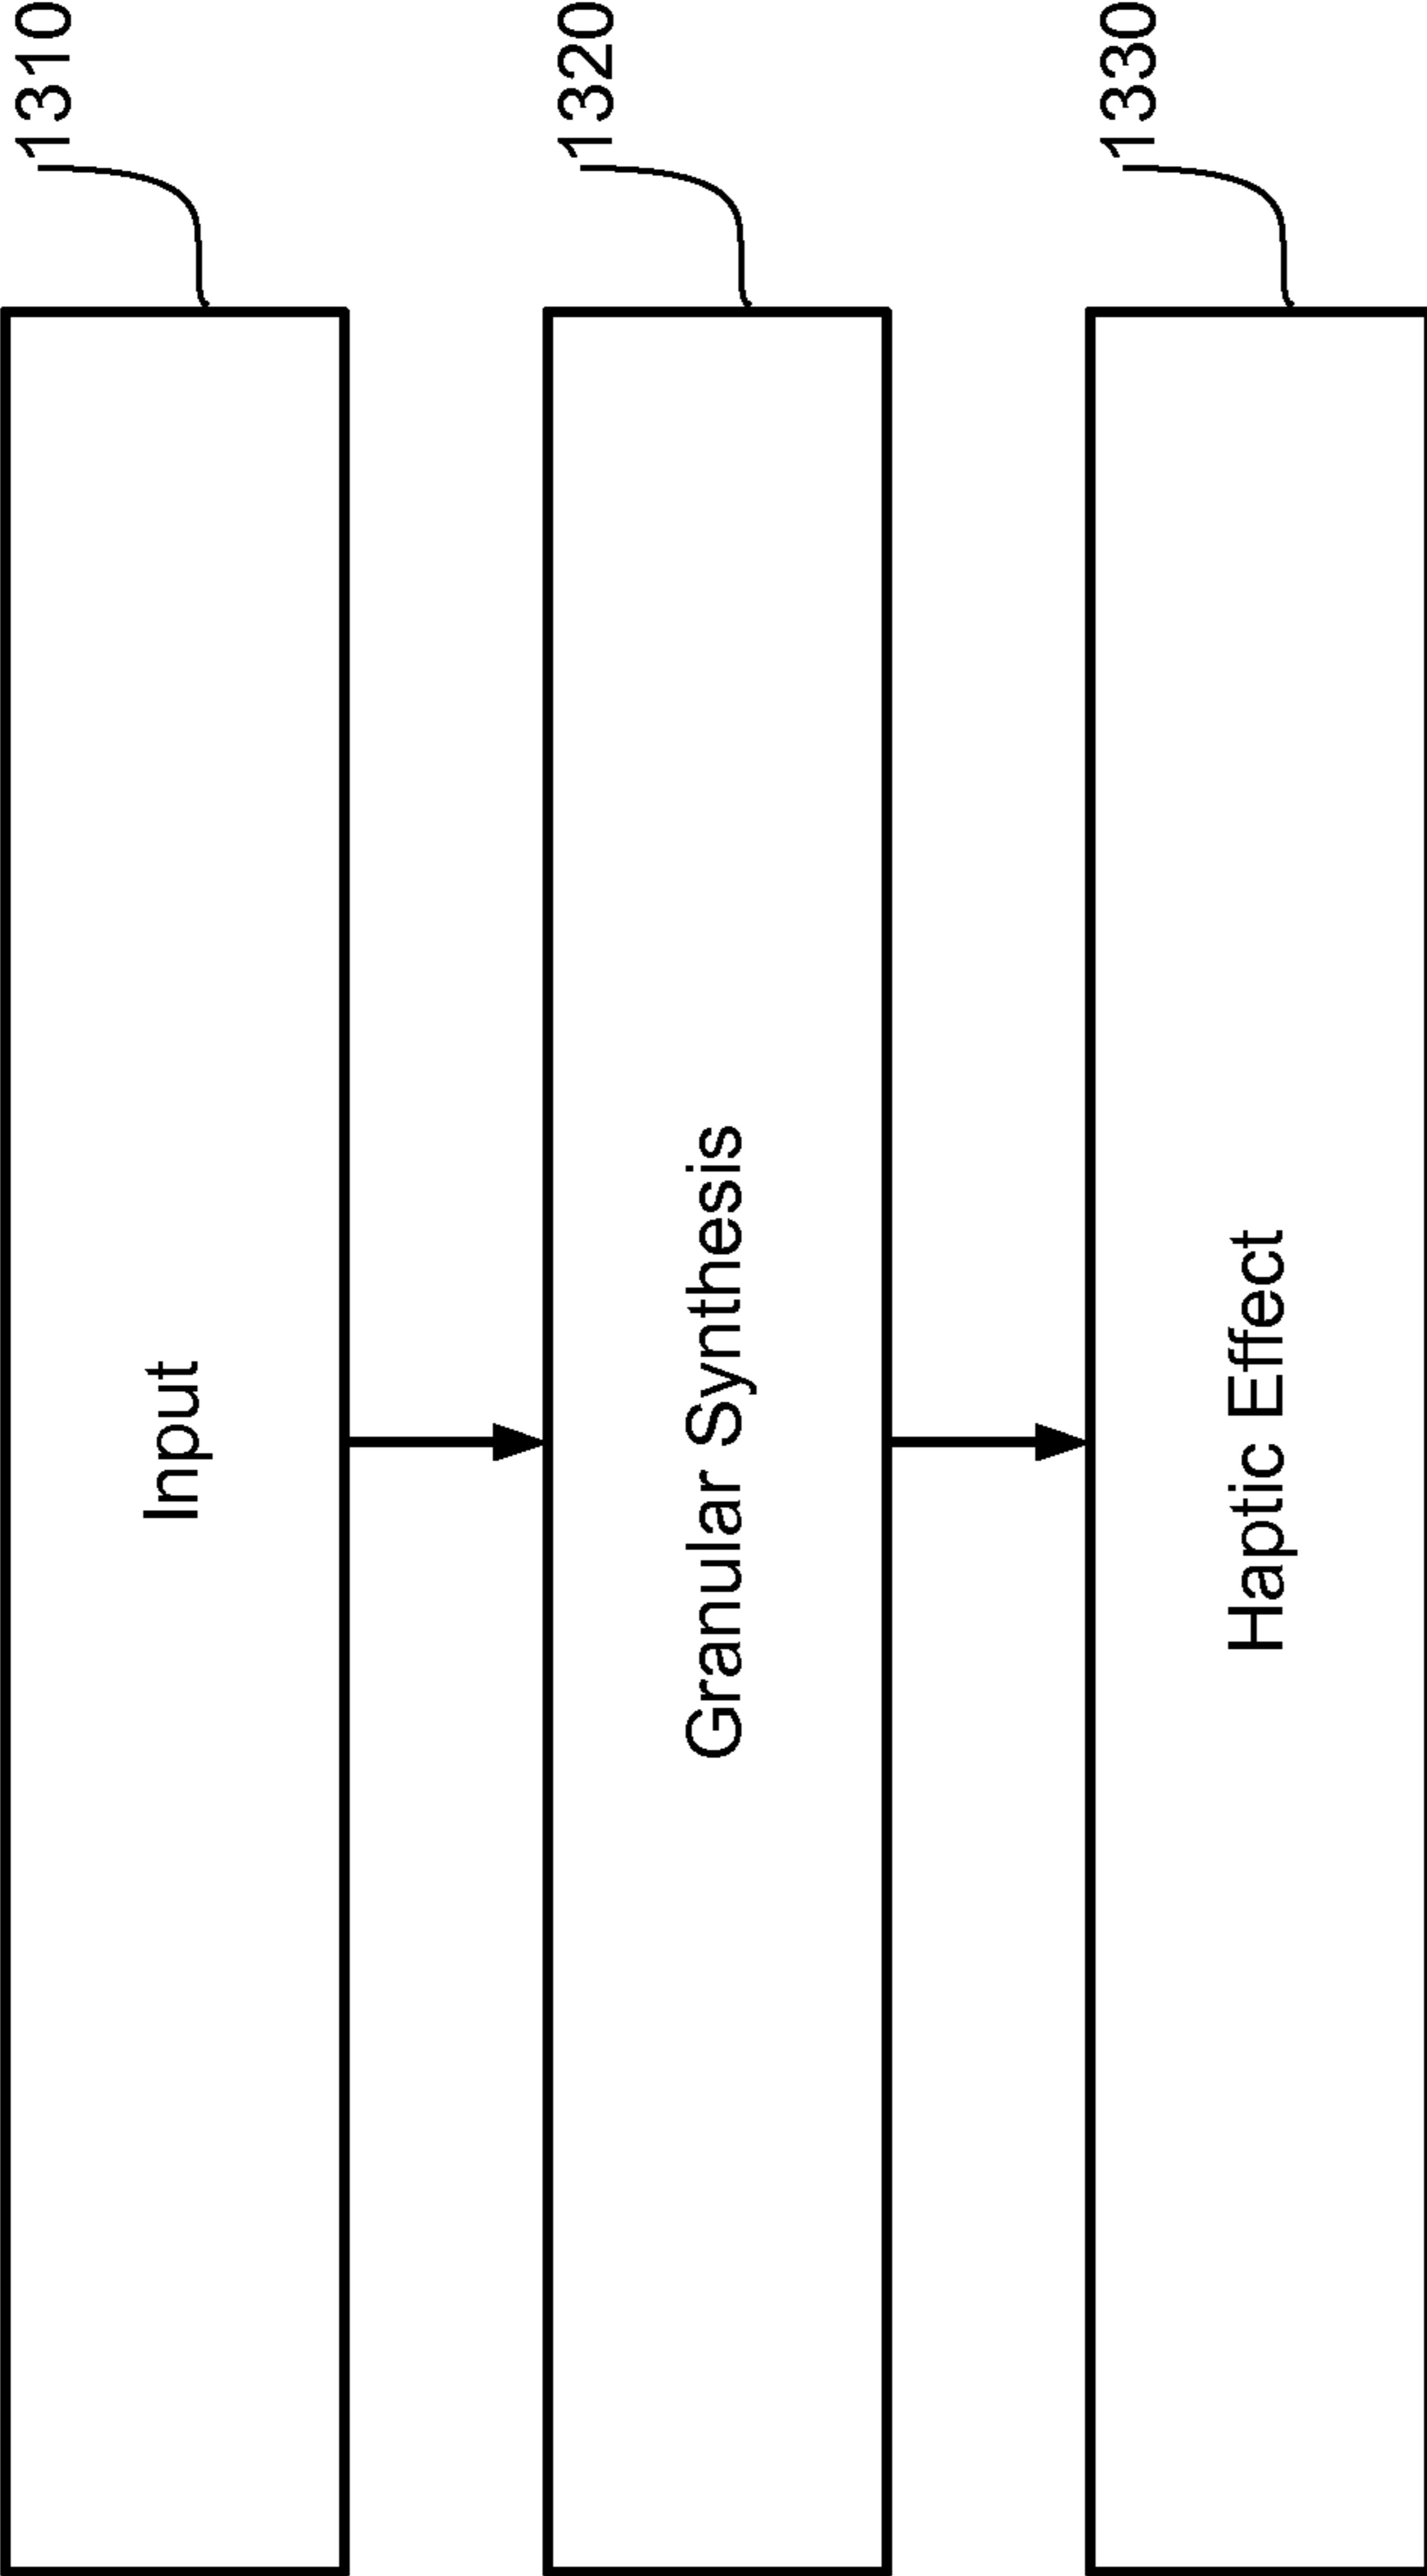 1310
Input
1320
Granular Synthesis
1330
Haptic Effect